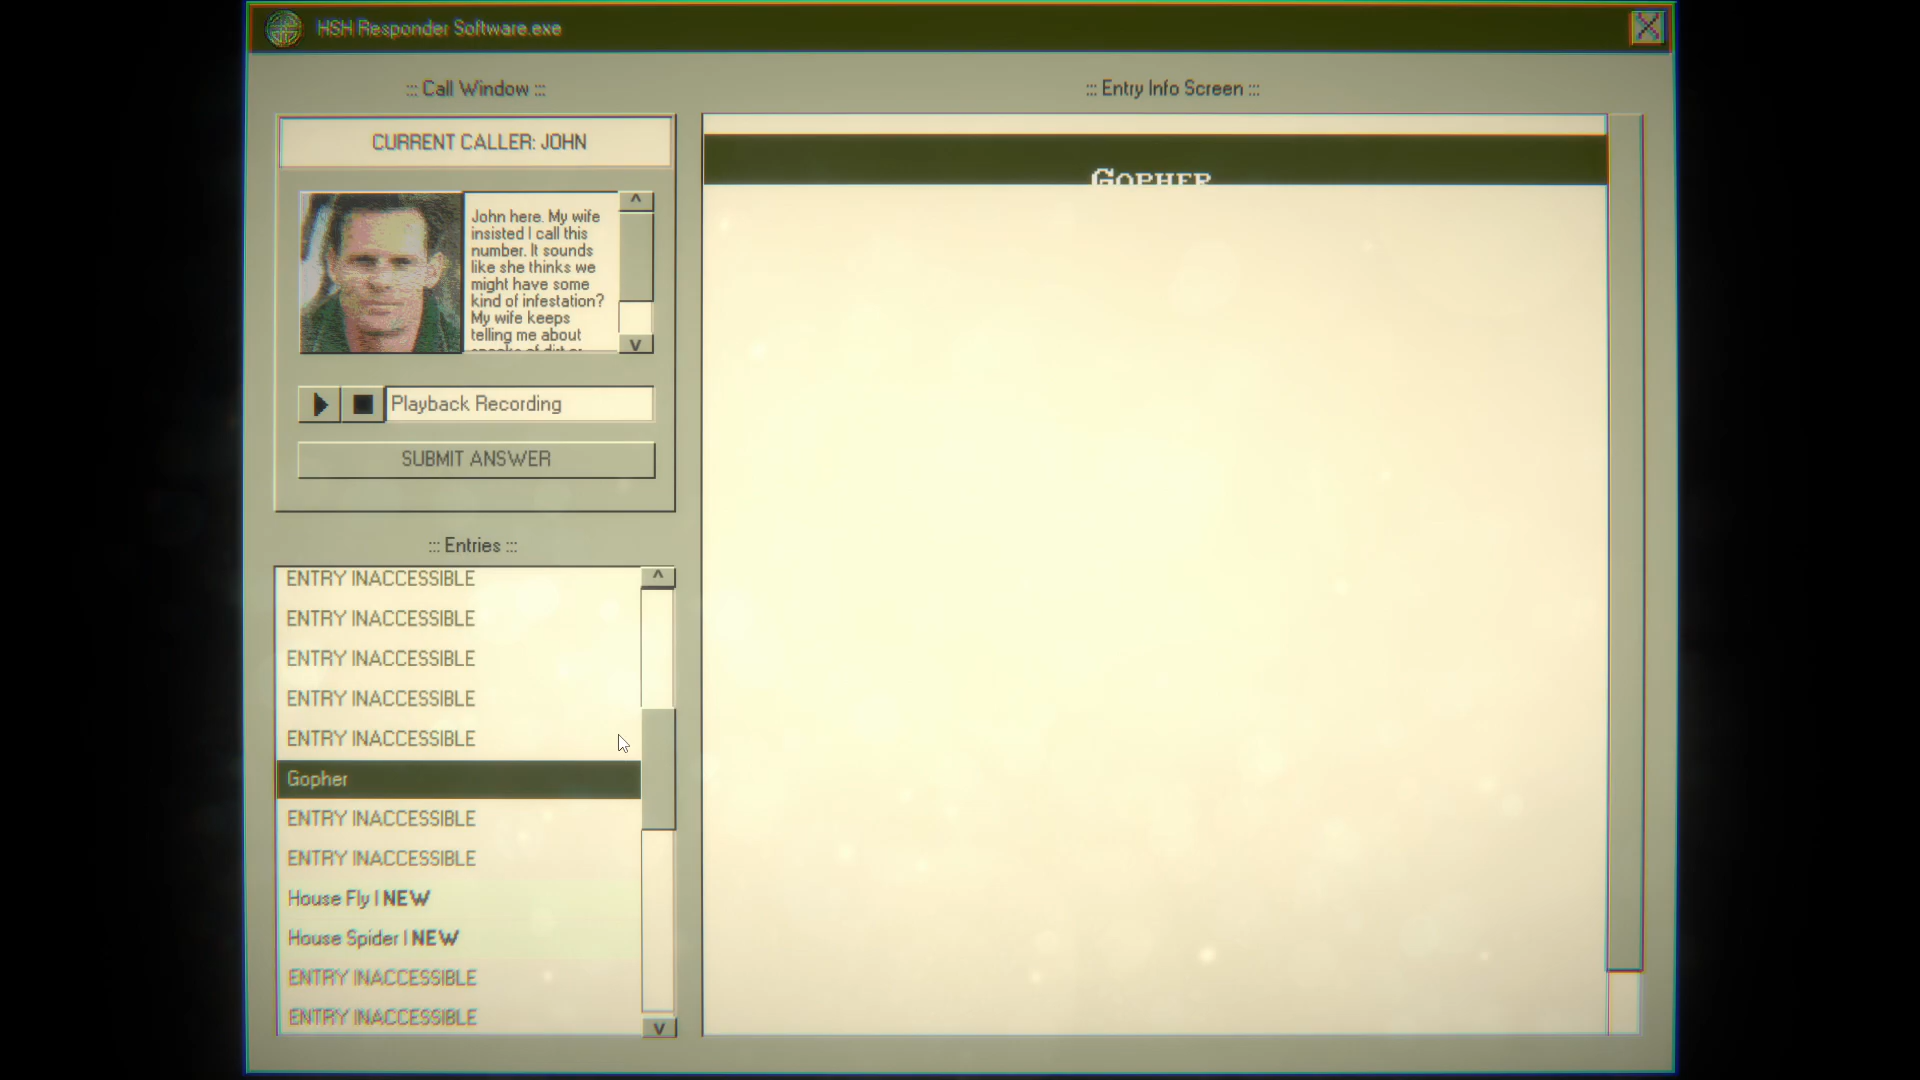 HSH Responder Software.exe
::: Call Window :::
::: Entry Info Screen :::
CURRENT CALLER: JOHN
GOPHER
John here. My wife
insisted I call this
number. It sounds
like she thinks we
might have some
kind of infestation?
My wife keeps
telling me about
Playback Recording
SUBMIT ANSWER
::: Entries :::
ENTRY INACCESSIBLE
ENTRY INACCESSIBLE
ENTRY INACCESSIBLE
ENTRY INACCESSIBLE
ENTRY INACCESSIBLE
Gopher
ENTRY INACCESSIBLE
ENTRY INACCESSIBLE
House Fly | NEW
House Spider | NEW
ENTRY INACCESSIBLE
ENTRY INACCESSIBLE